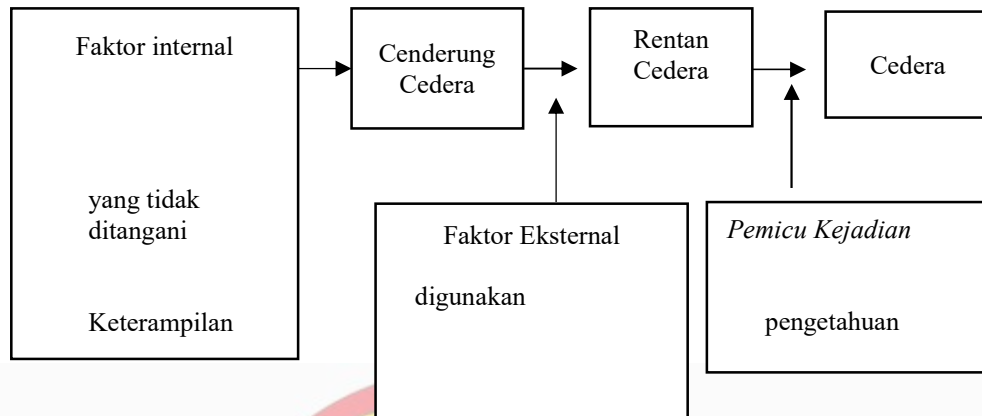 Faktor internal
yang tidak
ditangani
Keterampilan
Cenderung
Cedera
Rentan
Cedera
Cedera
Faktor Eksternal
digunakan
Pemicu Kejadian
pengetahuan